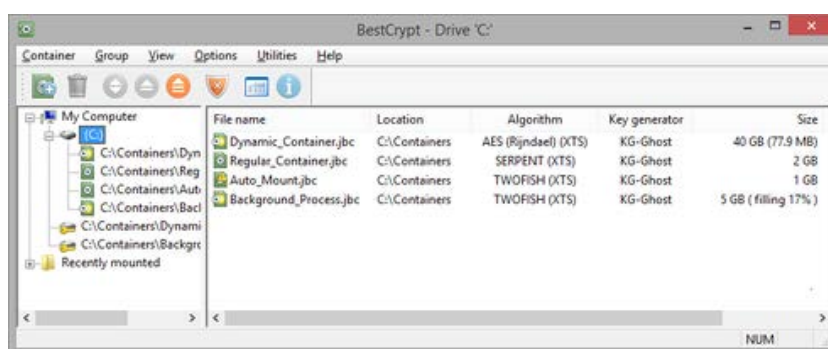 BestCrypt - Drive 'C:'
Container Group View Options Utilities Help
My Computer
(C:)
C:\Containers\Dyn
C:\Containers\Reg
C:\Containers\Aut
C:\Containers\Bacl
C:\Containers\Dynami
C:\Containers\Backgr
Recently mounted
File name Location Algorithm Key generator Size
Dynamic_Container.jbc C:\Containers AES (Rijndael) (XTS) KG-Ghost 40 GB (77.9 MB)
Regular_Container.jbc C:\Containers SERPENT (XTS) KG-Ghost 2 GB
Auto_Mount.jbc C:\Containers TWOFISH (XTS) KG-Ghost 1 GB
Background_Process.jbc C:\Containers TWOFISH (XTS) KG-Ghost 5 GB ( filling 17% )
NUM